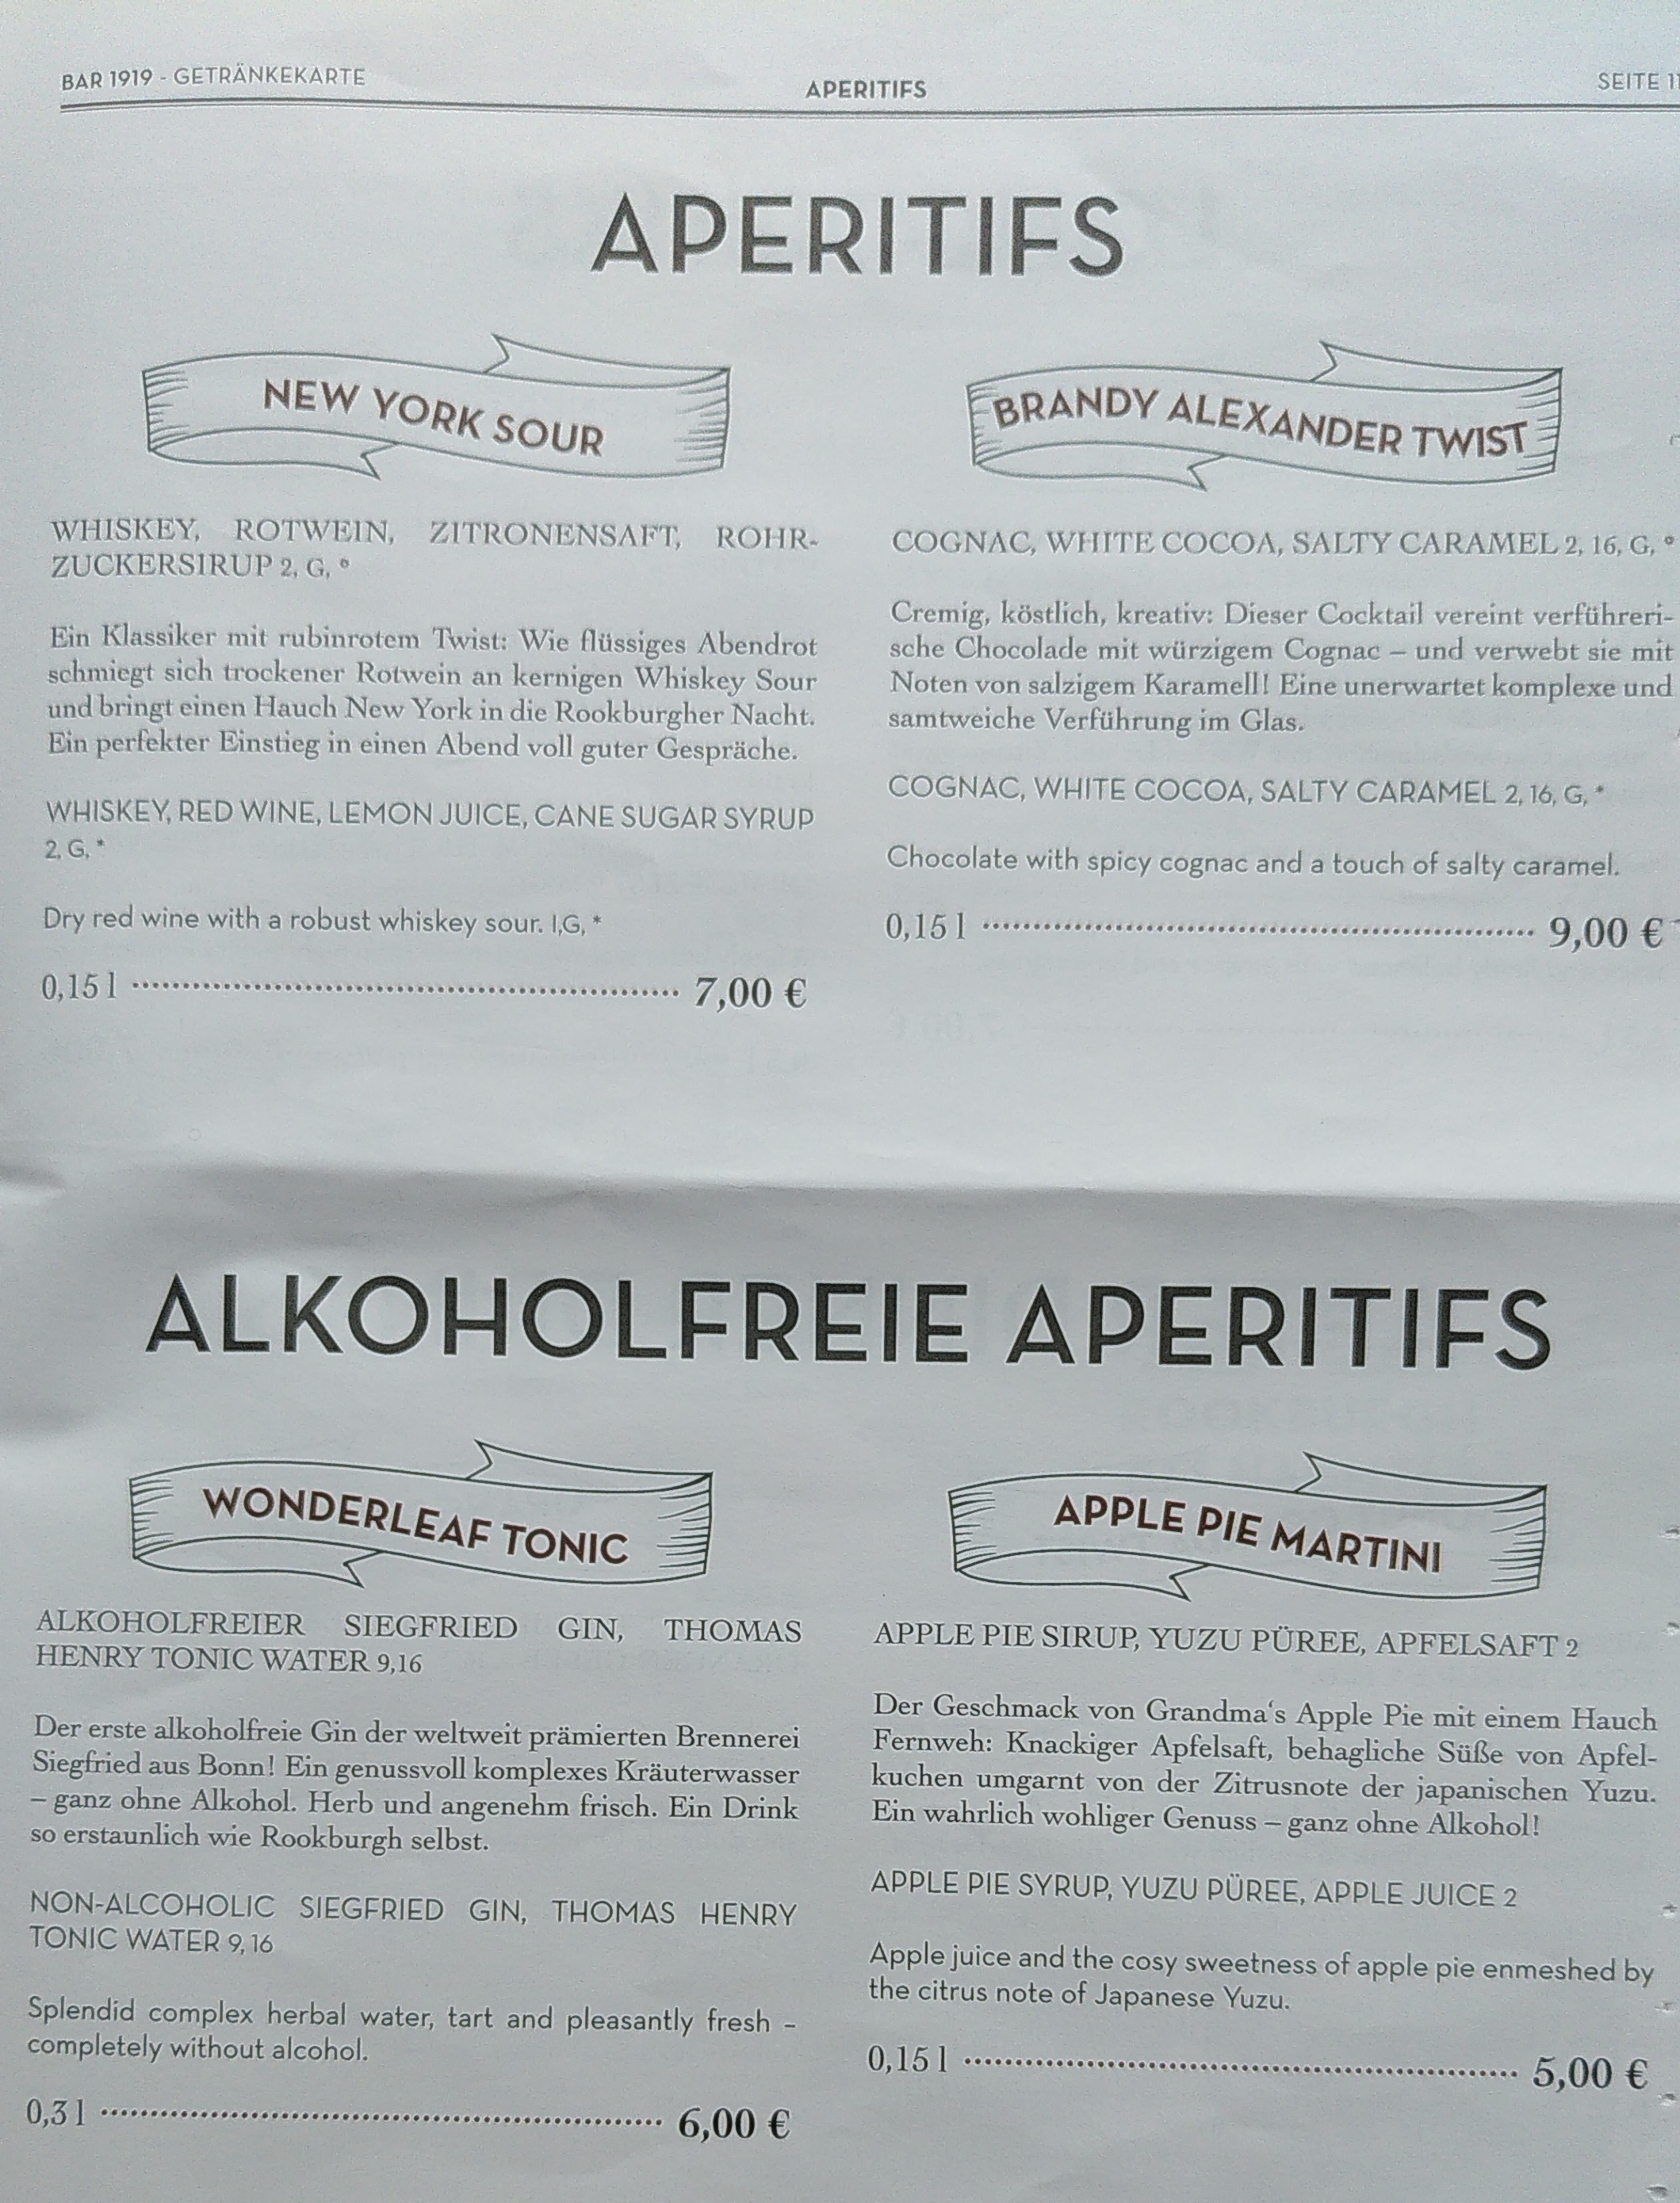 BAR 1919 - GETRÄNKEKARTE
APERITIFS
SEITE 11
APERITIFS
NEW YORK SOUR
WHISKEY, ROTWEIN, ZITRONENSAFT, ROHR-
ZUCKERSIRUP 2, G, *
Ein Klassiker mit rubinrotem Twist: Wie flüssiges Abendrot
schmiegt sich trockener Rotwein an kernigen Whiskey Sour
und bringt einen Hauch New York in die Rookburgher Nacht.
Ein perfekter Einstieg in einen Abend voll guter Gespräche.
WHISKEY, RED WINE, LEMON JUICE, CANE SUGAR SYRUP
2, G, *
Dry red wine with a robust whiskey sour. I,G, *
0,15 l ................ 7,00 €
BRANDY ALEXANDER TWIST
COGNAC, WHITE COCOA, SALTY CARAMEL 2, 16, G, *
Cremig, köstlich, kreativ: Dieser Cocktail vereint verführeri-
sche Chocolade mit würzigem Cognac – und verwebt sie mit
Noten von salzigem Karamell! Eine unerwartet komplexe und
samtweiche Verführung im Glas.
COGNAC, WHITE COCOA, SALTY CARAMEL 2, 16, G, *
Chocolate with spicy cognac and a touch of salty caramel.
0,15 l ................ 9,00 €
ALKOHOLFREIE APERITIFS
WONDERLEAF TONIC
ALKOHOLFREIER SIEGFRIED GIN, THOMAS
HENRY TONIC WATER 9,16
Der erste alkoholfreie Gin der weltweit prämierten Brennerei
Siegfried aus Bonn! Ein genussvoll komplexes Kräuterwasser
– ganz ohne Alkohol. Herb und angenehm frisch. Ein Drink
so erstaunlich wie Rookburgh selbst.
NON-ALCOHOLIC SIEGFRIED GIN, THOMAS HENRY
TONIC WATER 9, 16
Splendid complex herbal water, tart and pleasantly fresh –
completely without alcohol.
0,3 l ................ 6,00 €
APPLE PIE MARTINI
APPLE PIE SIRUP, YUZU PÜREE, APFELSAFT 2
Der Geschmack von Grandma‘s Apple Pie mit einem Hauch
Fernweh: Knackiger Apfelsaft, behagliche Süße von Apfel-
kuchen umgarnt von der Zitrusnote der japanischen Yuzu.
Ein wahrlich wohliger Genuss – ganz ohne Alkohol!
APPLE PIE SYRUP, YUZU PÜREE, APPLE JUICE 2
Apple juice and the cosy sweetness of apple pie enmeshed by
the citrus note of Japanese Yuzu.
0,15 l ................ 5,00 €